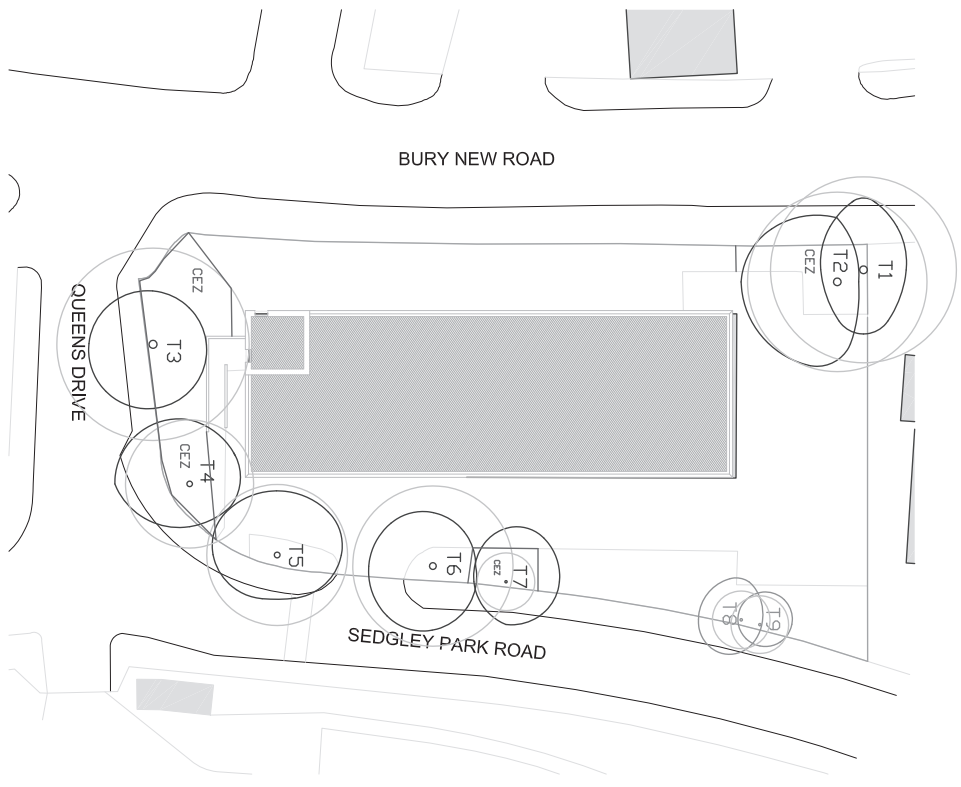 BURY NEW ROAD
CEZ
T2
T1
CEZ
QUEENS DRIVE
T3
CEZ
T4
T5
T6
CEZ
T7
T8
T9
SEDGLEY PARK ROAD